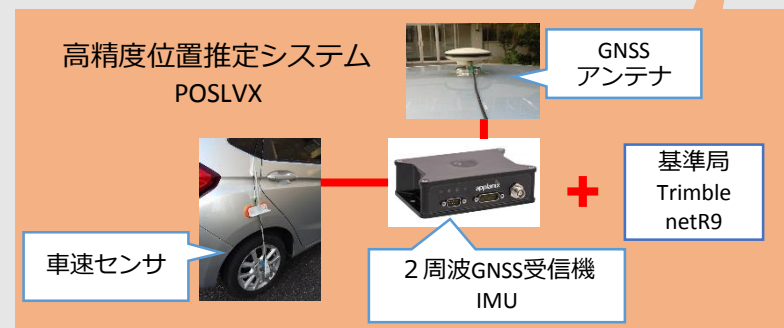 高精度位置推定システム
POSLVX
GNSS
アンテナ
applanix
基準局
Trimble
netR9
車速センサ
２周波GNSS受信機
IMU